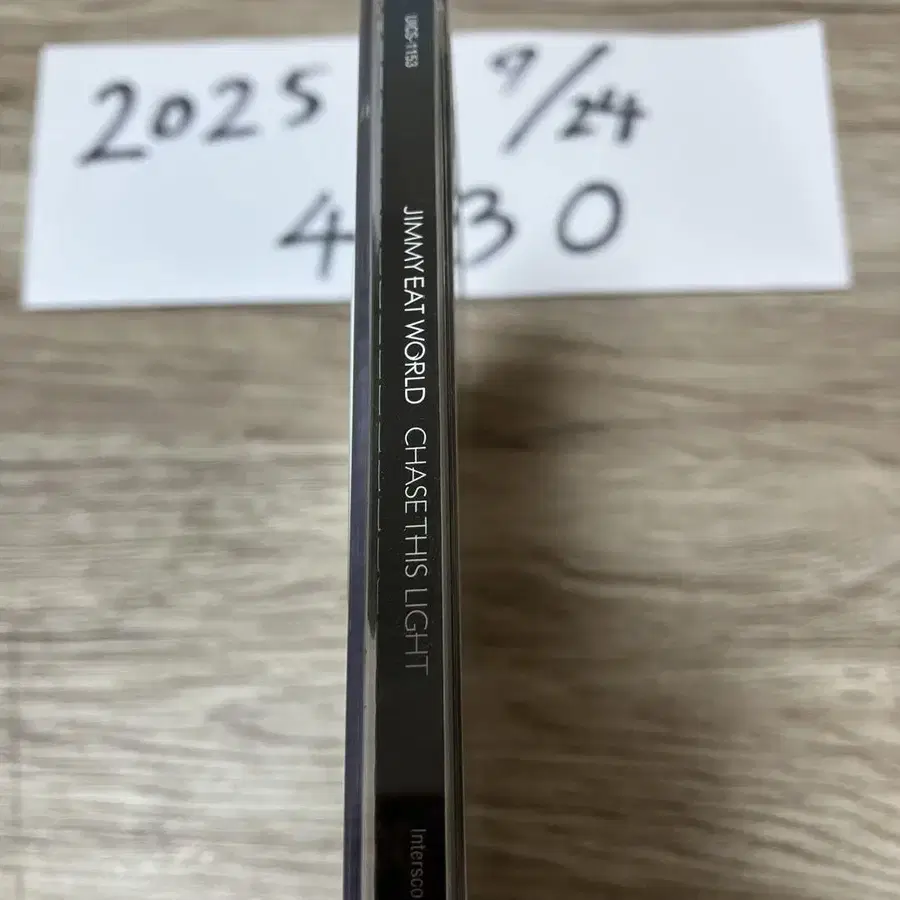 2025 9/24
4 30
UICS-1153
JIMMY EAT WORLD CHASE THIS LIGHT
Intersco